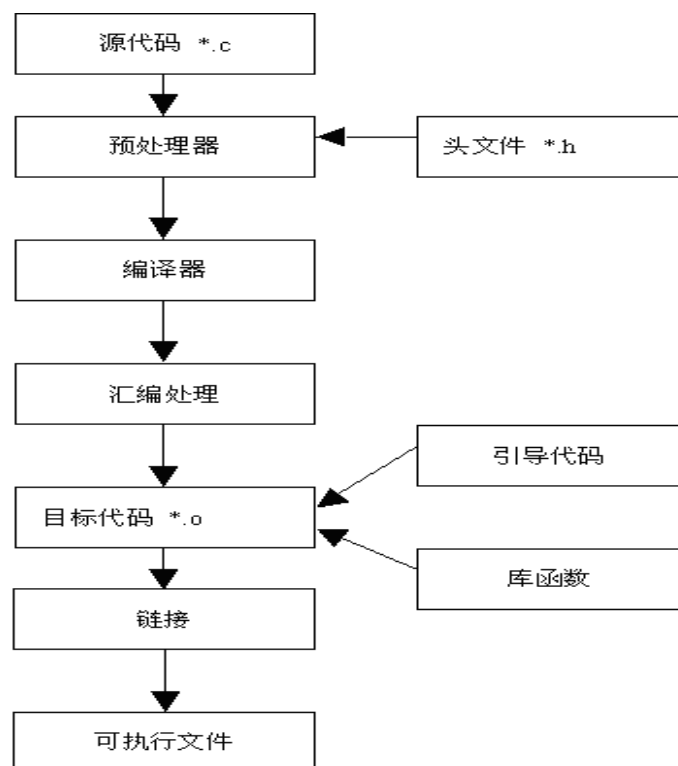 源代码 *.c
预处理器
头文件 *.h
编译器
汇编处理
引导代码
目标代码 *.o
库函数
链接
可执行文件